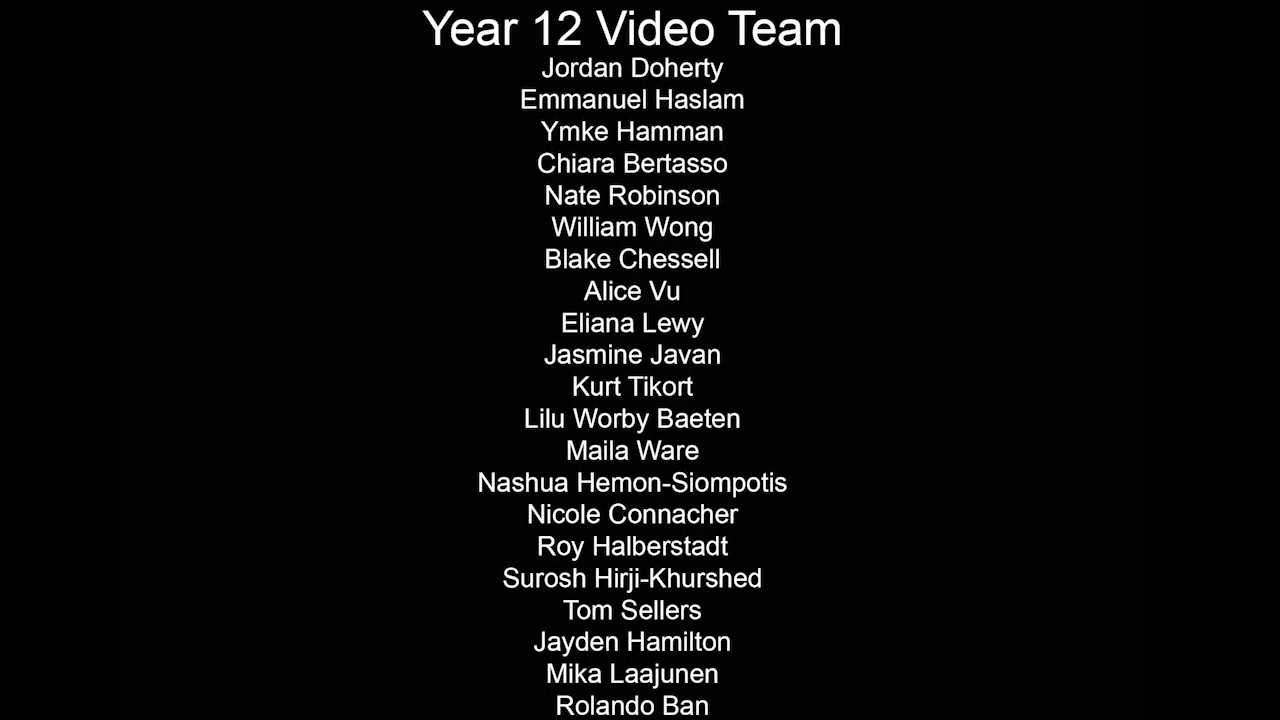 Year 12 Video Team
Jordan Doherty
Emmanuel Haslam
Ymke Hamman
Chiara Bertasso
Nate Robinson
William Wong
Blake Chessell
Alice Vu
Eliana Lewy
Jasmine Javan
Kurt Tikort
Lilu Worby Baeten
Maila Ware
Nashua Hemon-Siompotis
Nicole Connacher
Roy Halberstadt
Surosh Hirji-Khurshed
Tom Sellers
Jayden Hamilton
Mika Laajunen
Rolando Ban